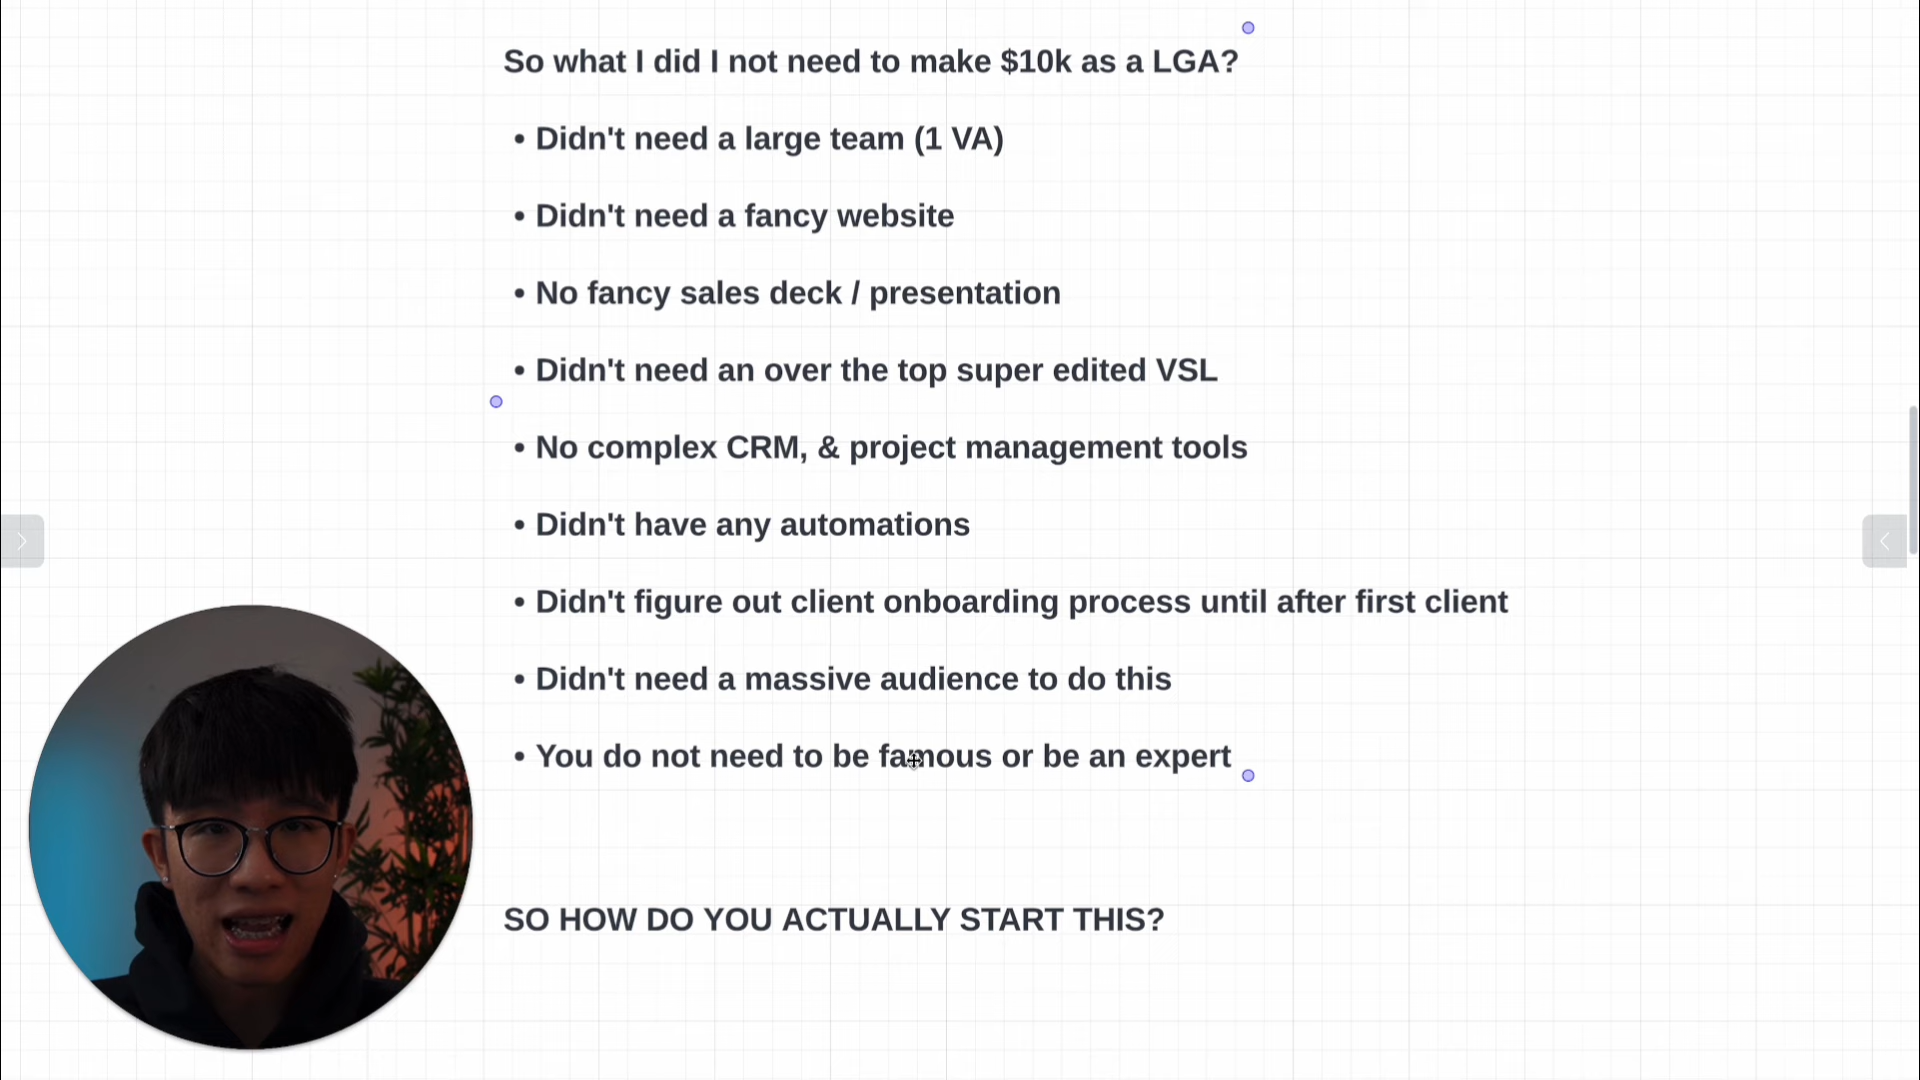 So what I did I not need to make $10k as a LGA?
• Didn't need a large team (1 VA)
• Didn't need a fancy website
• No fancy sales deck / presentation
• Didn't need an over the top super edited VSL
• No complex CRM, & project management tools
• Didn't have any automations
• Didn't figure out client onboarding process until after first client
• Didn't need a massive audience to do this
• You do not need to be famous or be an expert
SO HOW DO YOU ACTUALLY START THIS?